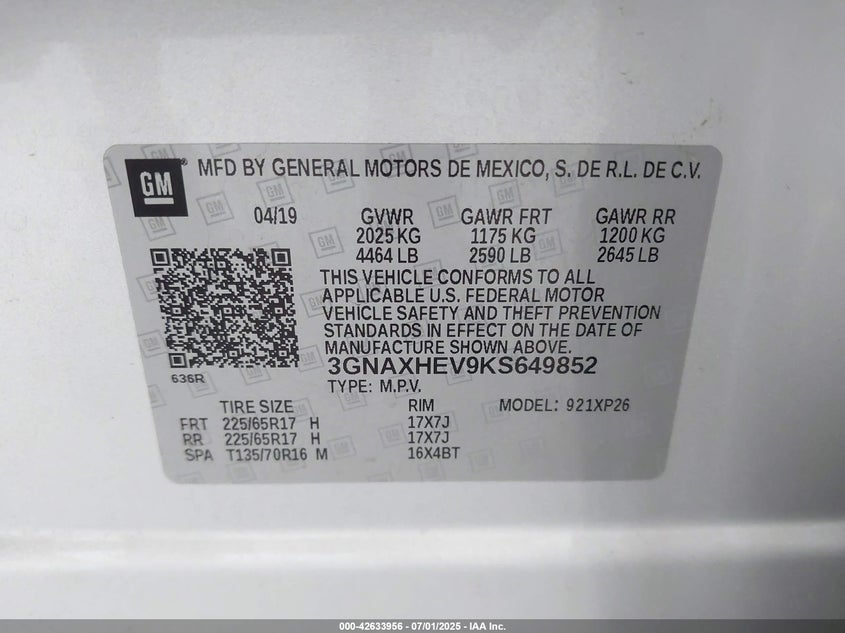 GM
MFD BY GENERAL MOTORS DE MEXICO, S. DE R.L. DE C.V.
04/19 GVWR GAWR FRT GAWR RR
2025 KG 1175 KG 1200 KG
4464 LB 2590 LB 2645 LB
THIS VEHICLE CONFORMS TO ALL
APPLICABLE U.S. FEDERAL MOTOR
VEHICLE SAFETY AND THEFT PREVENTION
STANDARDS IN EFFECT ON THE DATE OF
MANUFACTURE SHOWN ABOVE.
636R
3GNAXHEV9KS649852
TYPE: M.P.V.
TIRE SIZE RIM MODEL: 921XP26
FRT 225/65R17 H 17X7J
RR 225/65R17 H 17X7J
SPA T135/70R16 M 16X4BT
000-42633956 - 07/01/2025 - IAA Inc.